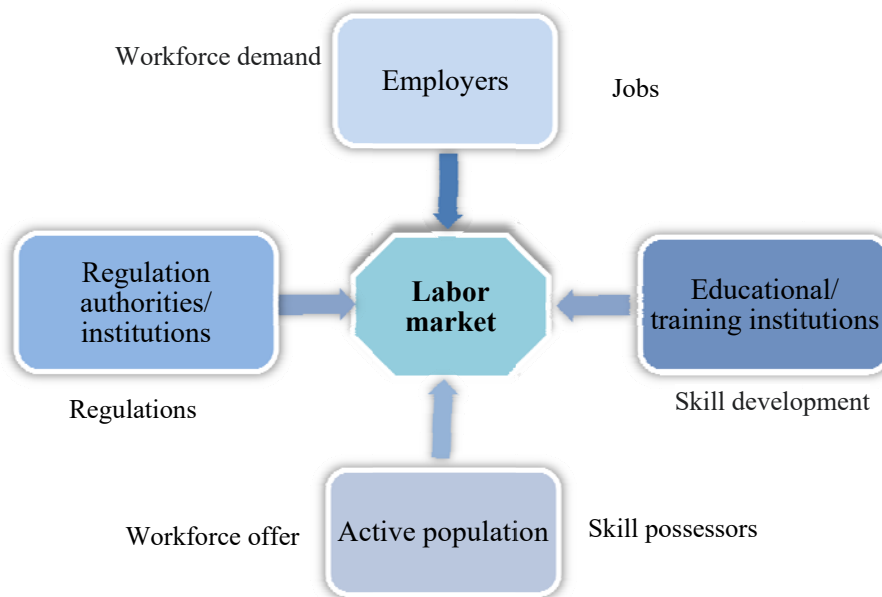 Workforce demand
Employers
Jobs
Regulation
authorities/
institutions
Labor
market
Educational/
training institutions
Regulations
Skill development
Workforce offer
Active population
Skill possessors